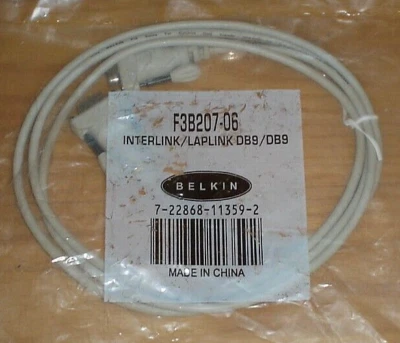 F3B207-06
INTERLINK/LAPLINK DB9/DB9
BELKIN
7-22868-11359-2
MADE IN CHINA